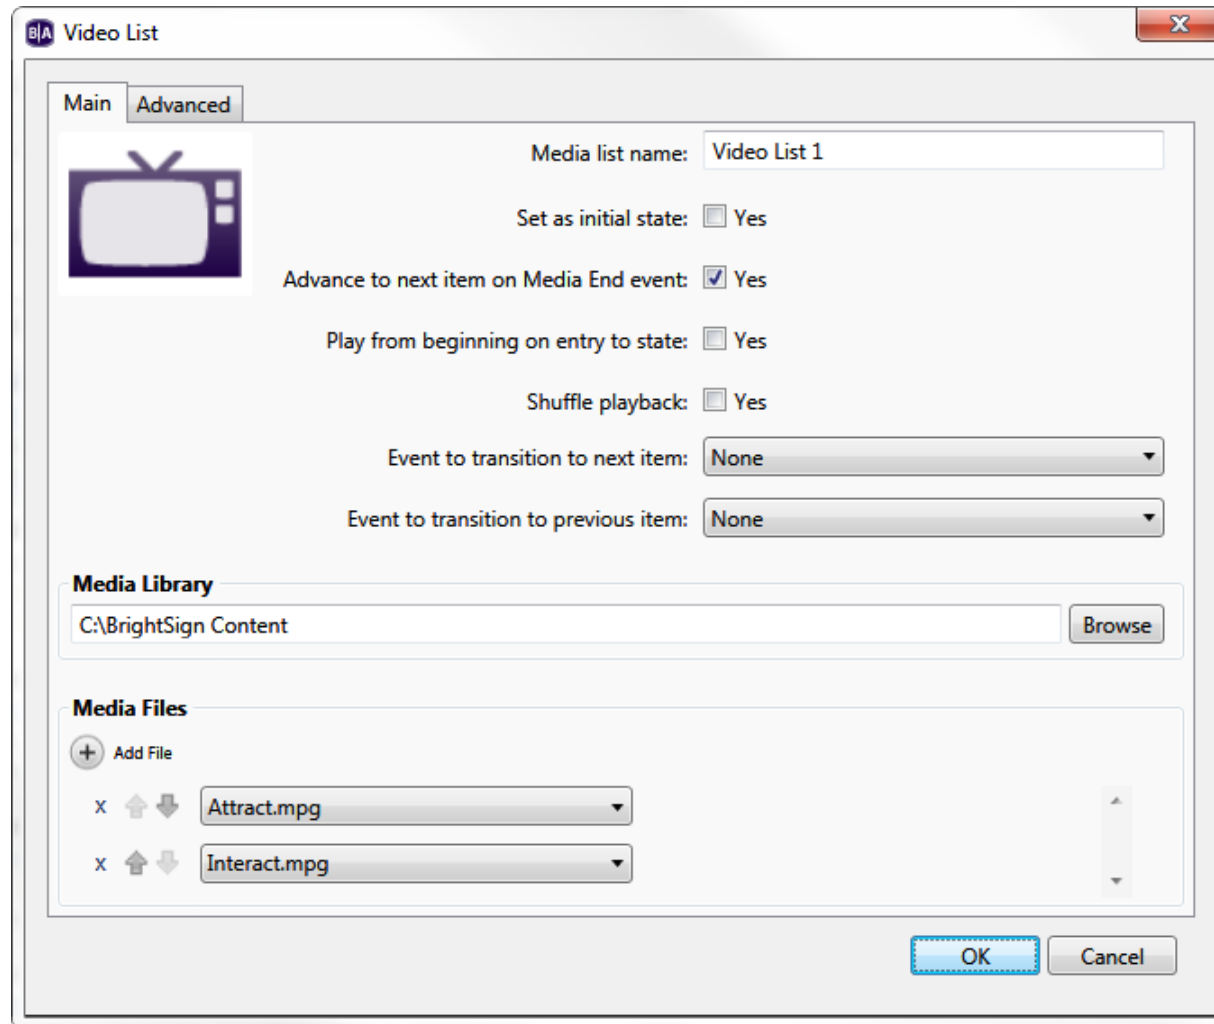 B|A Video List X
Main Advanced
Media list name: Video List 1
Set as initial state: Yes
Advance to next item on Media End event: Yes
Play from beginning on entry to state: Yes
Shuffle playback: Yes
Event to transition to next item: None
Event to transition to previous item: None
Media Library
C:\BrightSign Content Browse
Media Files
+ Add File
x Attract.mpg
x Interact.mpg
OK Cancel